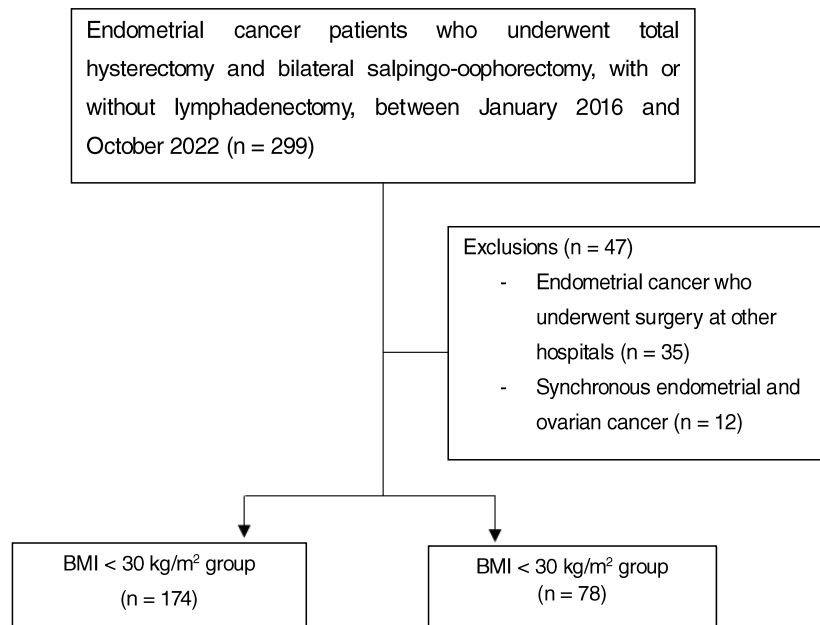 Endometrial cancer patients who underwent total
hysterectomy and bilateral salpingo-oophorectomy, with or
without lymphadenectomy, between January 2016 and
October 2022 (n = 299)
Exclusions (n = 47)
- Endometrial cancer who
underwent surgery at other
hospitals (n = 35)
- Synchronous endometrial and
ovarian cancer (n = 12)
BMI < 30 kg/m² group
(n = 174)
BMI < 30 kg/m² group
(n = 78)